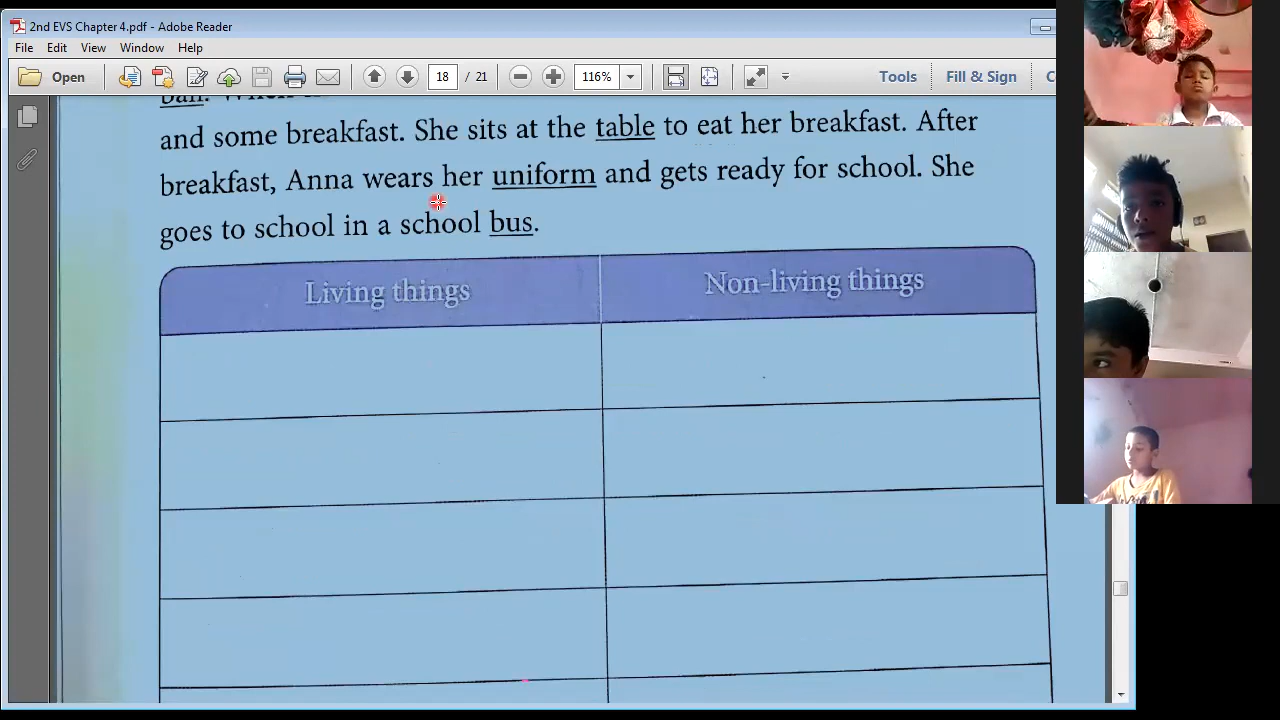 2nd EVS Chapter 4.pdf - Adobe Reader
File Edit View Window Help
Open 18 / 21 116% Tools Fill & Sign
ball.
and some breakfast. She sits at the table to eat her breakfast. After
breakfast, Anna wears her uniform and gets ready for school. She
goes to school in a school bus.
Living things Non-living things